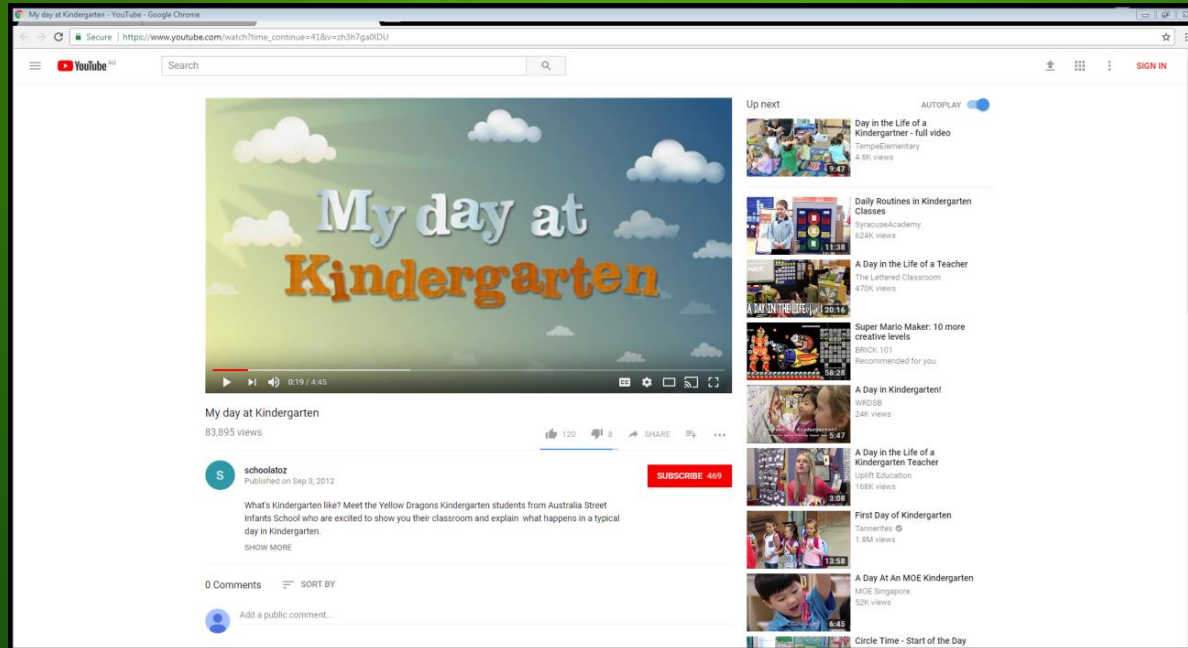 My day at Kindergarten - YouTube - Google Chrome
Secure | https://www.youtube.com/watch?time_continue=41&v=zh3h7galXDU
YouTube AU
Search
SIGN IN
My day at
Kindergarten
0:19 / 4:45
CC
My day at Kindergarten
83,895 views
120 8 SHARE
S
schoolatoz
Published on Sep 3, 2012
SUBSCRIBE 469
What's Kindergarten like? Meet the Yellow Dragons Kindergarten students from Australia Street
Infants School who are excited to show you their classroom and explain what happens in a typical
day in Kindergarten.
SHOW MORE
0 Comments SORT BY
Add a public comment...
Up next AUTOPLAY
Day in the Life of a
Kindergartner - full video
TempeElementary
4.8K views
9:47
Daily Routines in Kindergarten
Classes
SyracuseAcademy
624K views
11:38
A Day in the Life of a Teacher
The Lettered Classroom
470K views
A DAY IN THE LIFE
20:16
Super Mario Maker: 10 more
creative levels
BRICK 101
Recommended for you
58:28
A Day in Kindergarten!
WRDSB
24K views
5:47
A Day in the Life of a
Kindergarten Teacher
Uplift Education
168K views
3:08
First Day of Kindergarten
Tannerites
1.8M views
13:58
A Day At An MOE Kindergarten
MOE Singapore
52K views
6:45
Circle Time - Start of the Day